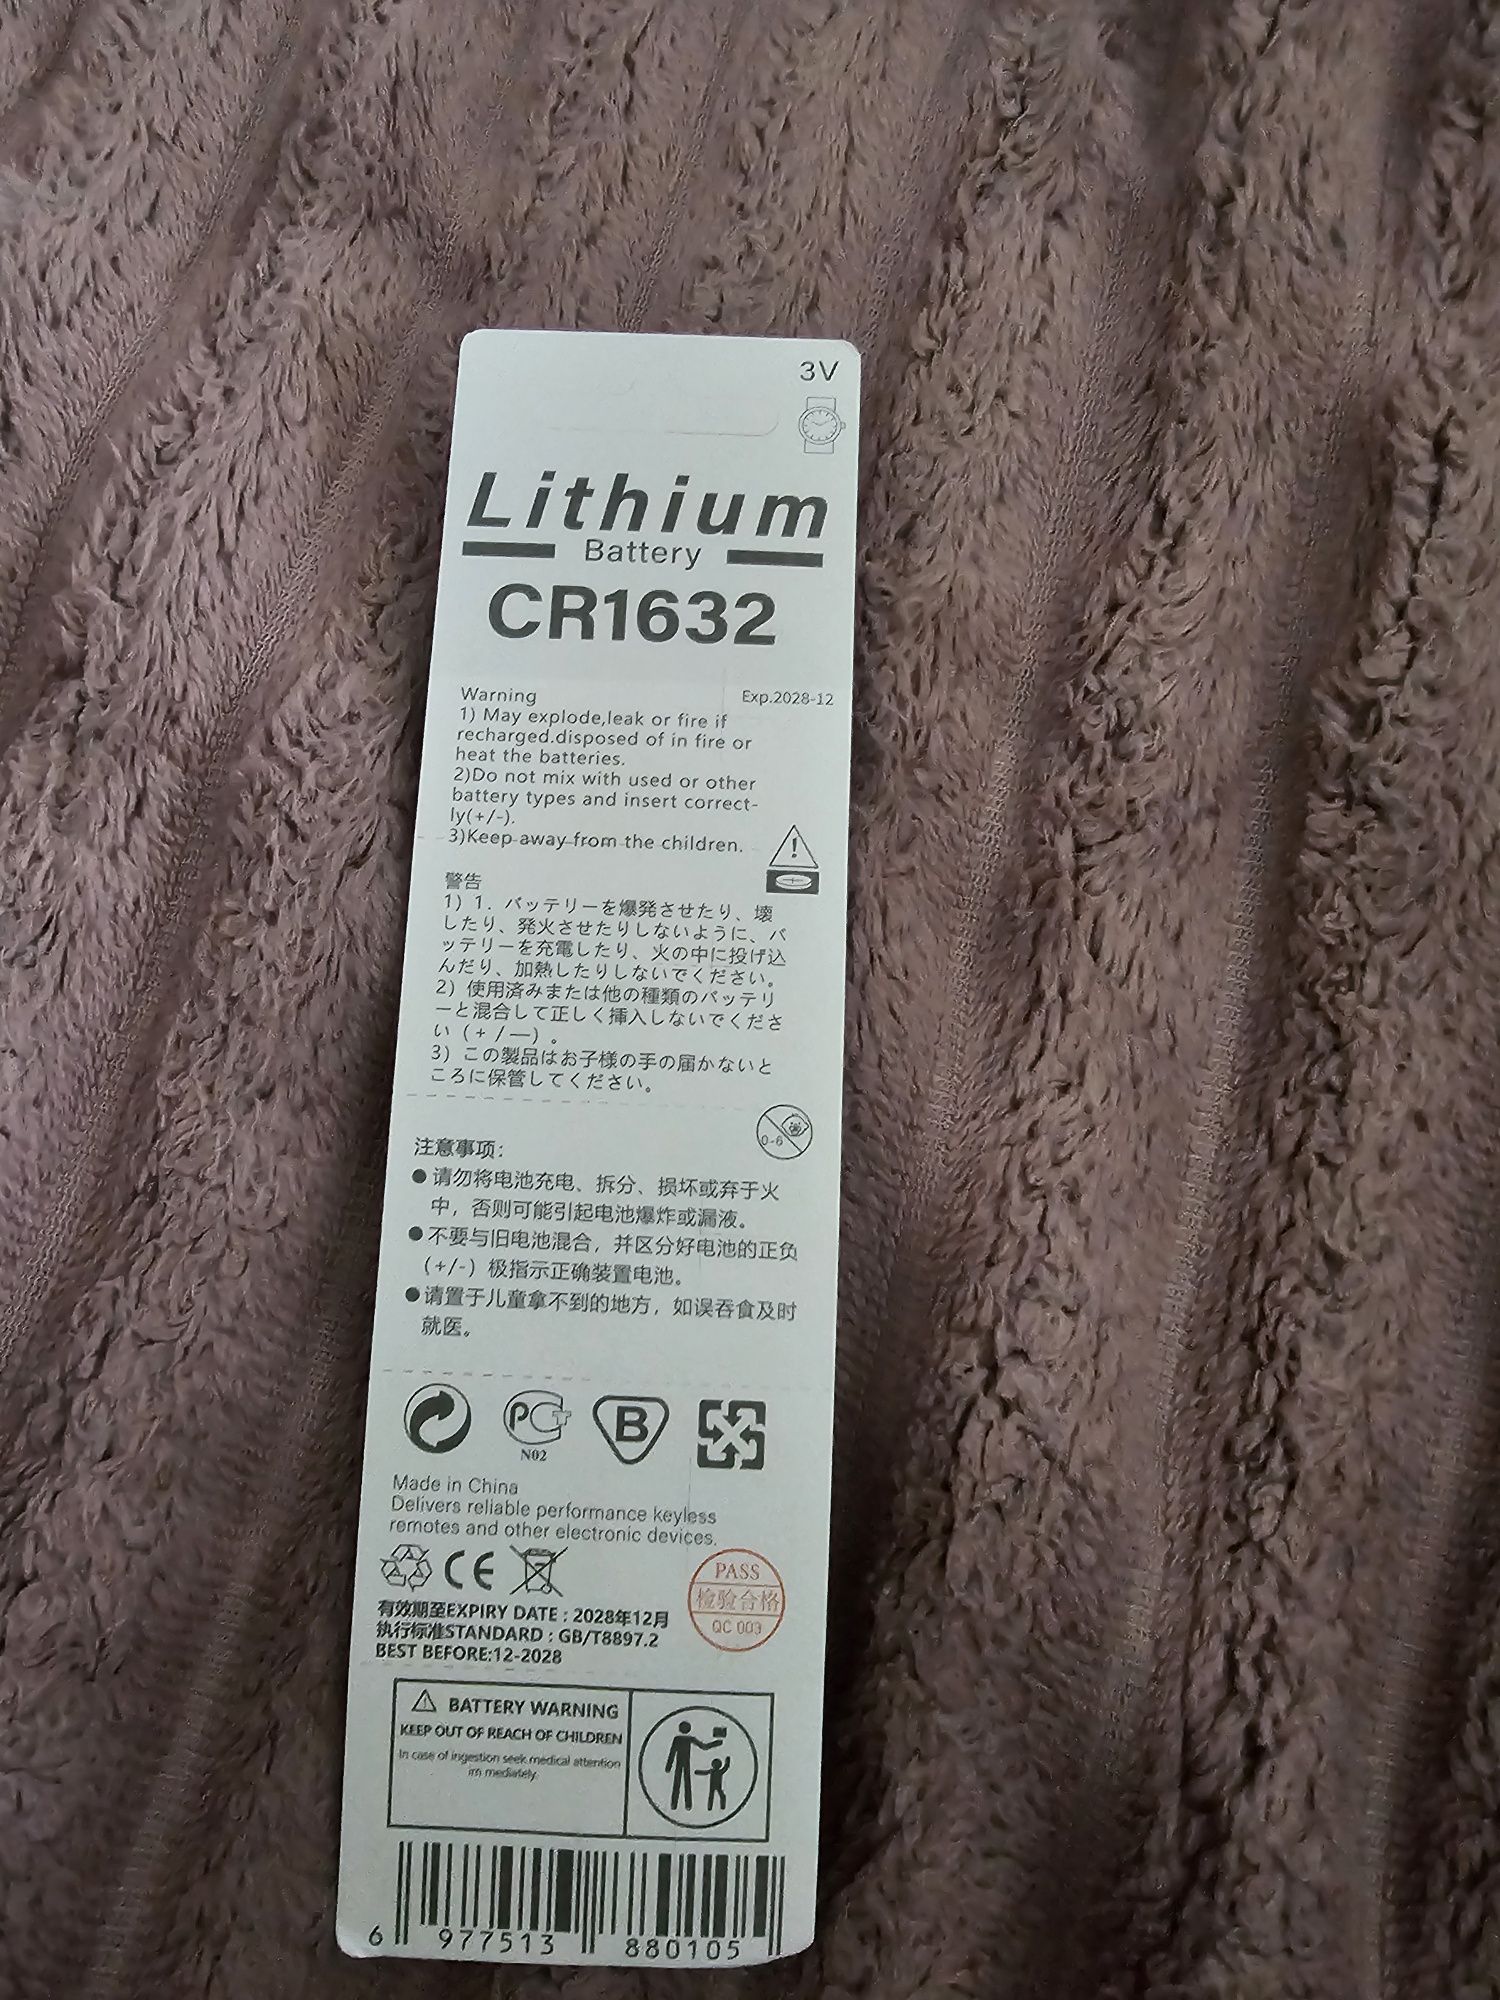 3V
Lithium
Battery
CR1632
Warning
Exp.2028-12
1) May explode,leak or fire if
recharged.disposed of in fire or
heat the batteries.
2)Do not mix with used or other
battery types and insert correct-
ly(+/-).
3)Keep away from the children.
警告
1) 1. バッテリーを爆発させたり、壊
したり、発火させたりしないように、バ
ッテリーを充電したり、火の中に投げ込
んだり、加熱したりしないでください。
2) 使用済みまたは他の種類のバッテリ
ーと混合して正しく挿入しないでくださ
い (+/—) 。
3) この製品はお子様の手の届かないと
ころに保管してください。
0-6
注意事项:
●请勿将电池充电、拆分、损坏或弃于火
中，否则可能引起电池爆炸或漏液。
●不要与旧电池混合，并区分好电池的正负
(+/-) 极指示正确装置电池。
●请置于儿童拿不到的地方，如误吞食及时
就医。
PCT
N02
B
Made in China
Delivers reliable performance keyless
remotes and other electronic devices.
CE
PASS
检验合格
QC 003
有效期至EXPIRY DATE : 2028年12月
执行标准STANDARD : GB/T8897.2
BEST BEFORE:12-2028
BATTERY WARNING
KEEP OUT OF REACH OF CHILDREN
In case of ingestion seek medical attention
im mediately.
6 977513 880105